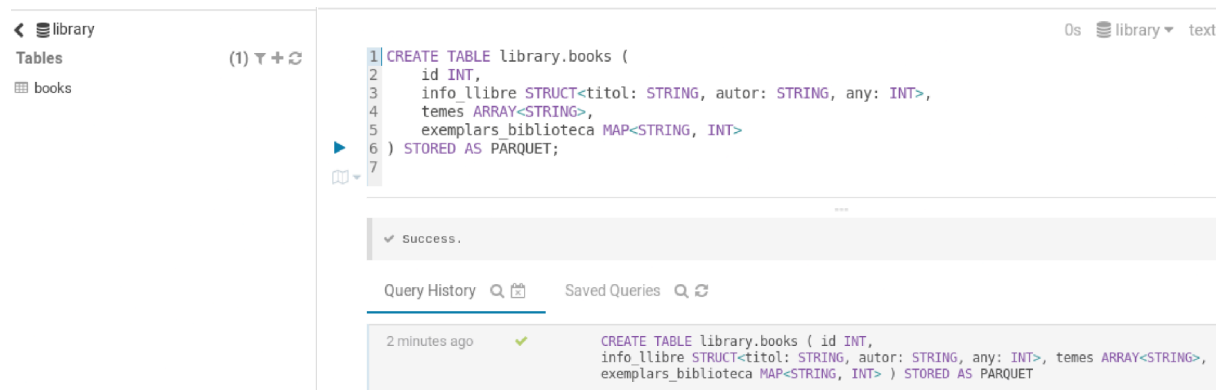 library
Tables (1)
books
0s library text
1 CREATE TABLE library.books (
2 id INT,
3 info_llibre STRUCT<titol: STRING, autor: STRING, any: INT>,
4 temes ARRAY<STRING>,
5 exemplars_biblioteca MAP<STRING, INT>
6 ) STORED AS PARQUET;
7
Success.
Query History Saved Queries
2 minutes ago CREATE TABLE library.books ( id INT,
info_llibre STRUCT<titol: STRING, autor: STRING, any: INT>, temes ARRAY<STRING>,
exemplars_biblioteca MAP<STRING, INT> ) STORED AS PARQUET